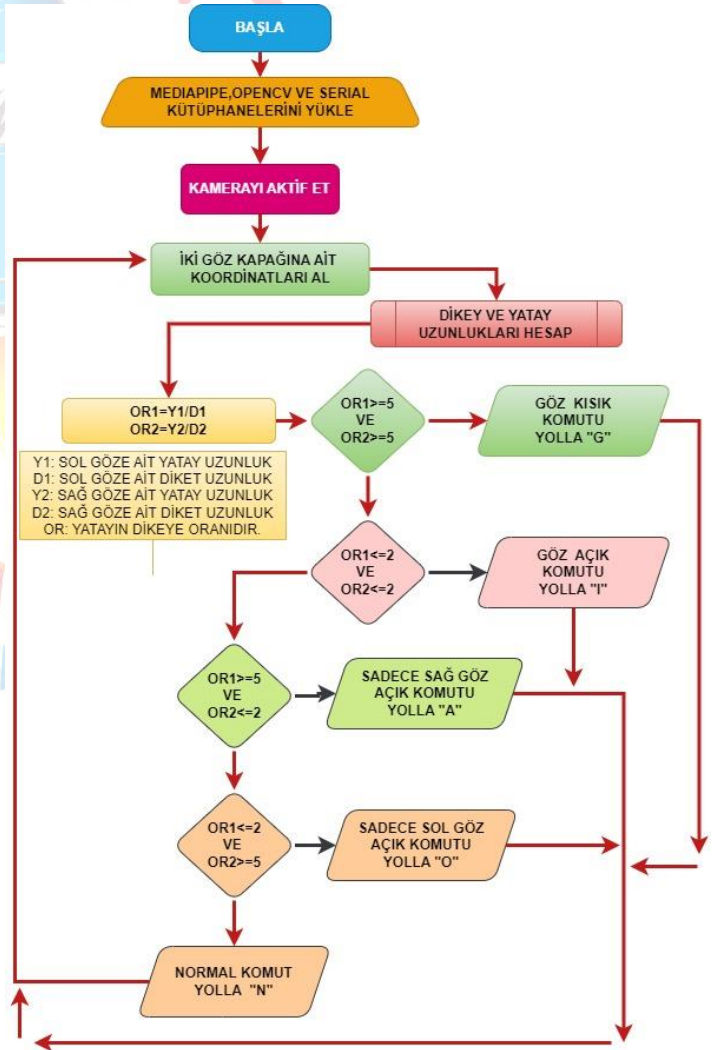 BAŞLA
MEDIAPIPE,OPENCV VE SERIAL
KÜTÜPHANELERİNİ YÜKLE
KAMERAYI AKTİF ET
İKİ GÖZ KAPAĞINA AİT
KOORDİNATLARI AL
DİKEY VE YATAY
UZUNLUKLARI HESAP
OR1=Y1/D1
OR2=Y2/D2
Y1: SOL GÖZE AİT YATAY UZUNLUK
D1: SOL GÖZE AİT DİKET UZUNLUK
Y2: SAĞ GÖZE AİT YATAY UZUNLUK
D2: SAĞ GÖZE AİT DİKET UZUNLUK
OR: YATAYIN DİKEYE ORANIDIR.
OR1>=5
VE
OR2>=5
GÖZ KISIK
KOMUTU
YOLLA "G"
OR1<=2
VE
OR2<=2
GÖZ AÇIK
KOMUTU
YOLLA "I"
OR1>=5
VE
OR2<=2
SADECE SAĞ GÖZ
AÇIK KOMUTU
YOLLA "A"
OR1<=2
VE
OR2>=5
SADECE SOL GÖZ
AÇIK KOMUTU
YOLLA "O"
NORMAL KOMUT
YOLLA "N"